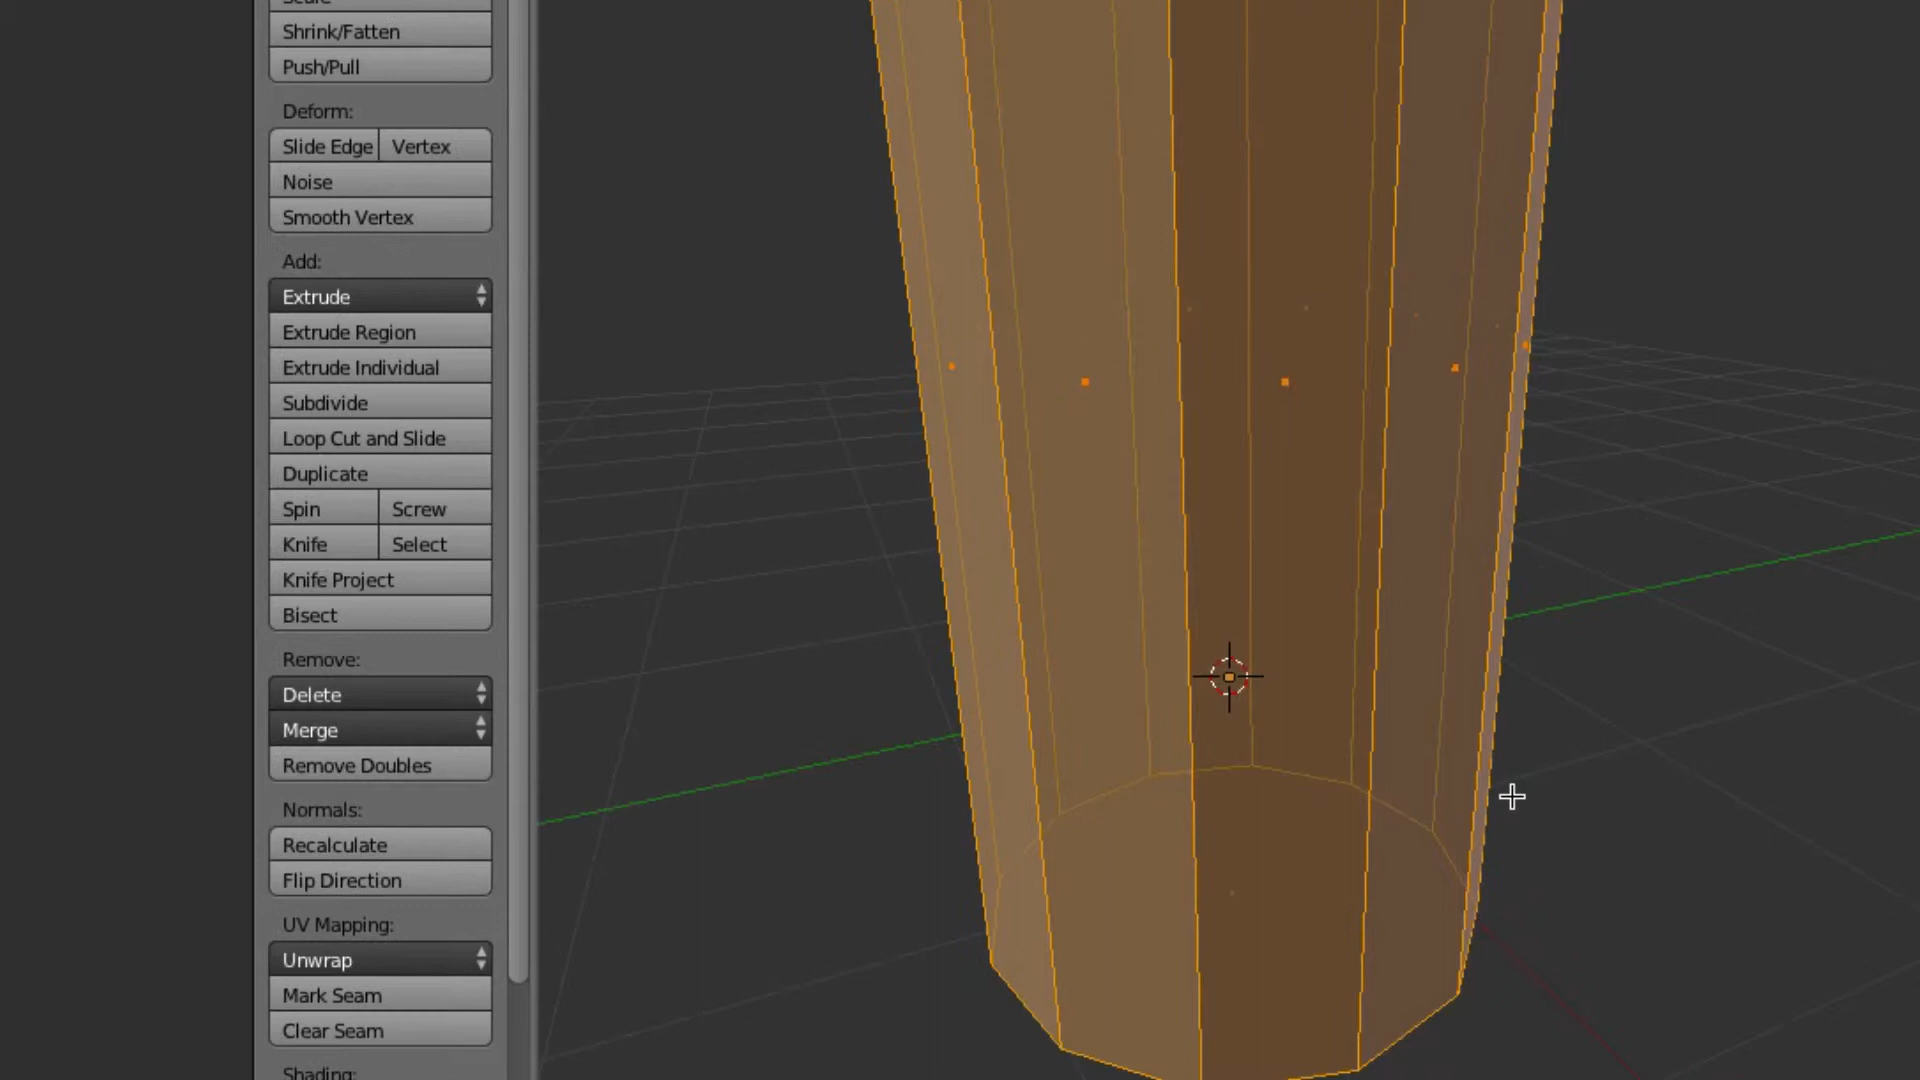 Scale
Shrink/Fatten
Push/Pull
Deform:
Slide Edge Vertex
Noise
Smooth Vertex
Add:
Extrude
Extrude Region
Extrude Individual
Subdivide
Loop Cut and Slide
Duplicate
Spin Screw
Knife Select
Knife Project
Bisect
Remove:
Delete
Merge
Remove Doubles
Normals:
Recalculate
Flip Direction
UV Mapping:
Unwrap
Mark Seam
Clear Seam
Shading: